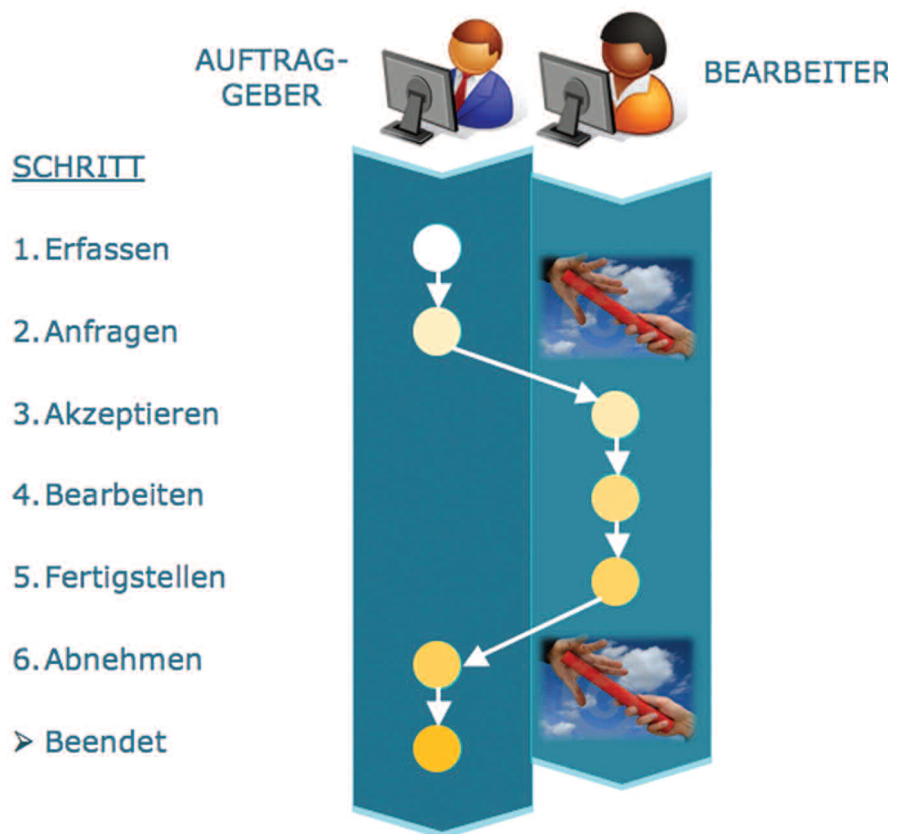 AUFTRAG-
GEBER
BEARBEITER
SCHRITT
1. Erfassen
2. Anfragen
3. Akzeptieren
4. Bearbeiten
5. Fertigstellen
6. Abnehmen
➢ Beendet